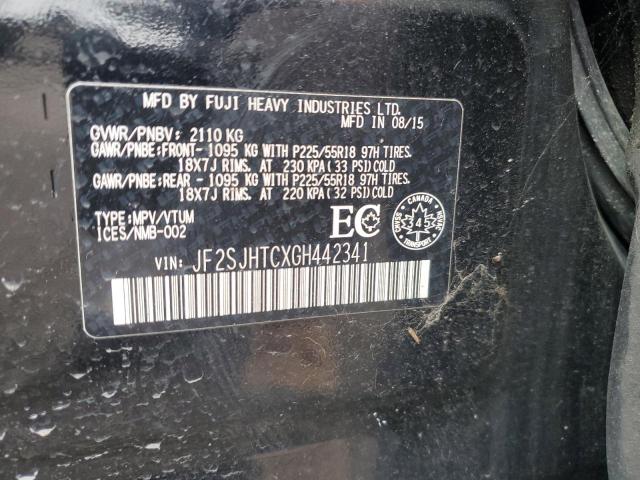 MFD BY FUJI HEAVY INDUSTRIES LTD.
MFD IN 08/15
GVWR/PNBV: 2110 KG
GAWR/PNBE:FRONT- 1095 KG WITH P225/55R18 97H TIRES.
18X7J RIMS. AT 230 KPA (33 PSI) COLD
GAWR/PNBE:REAR - 1095 KG WITH P225/55R18 97H TIRES.
18X7J RIMS. AT 220 KPA (32 PSI) COLD
TYPE:MPV/VTUM
ICES/NMB-002
EC
CANADA
CMVSS
NSVAC
345
VIN: JF2SJHTCXGH442341